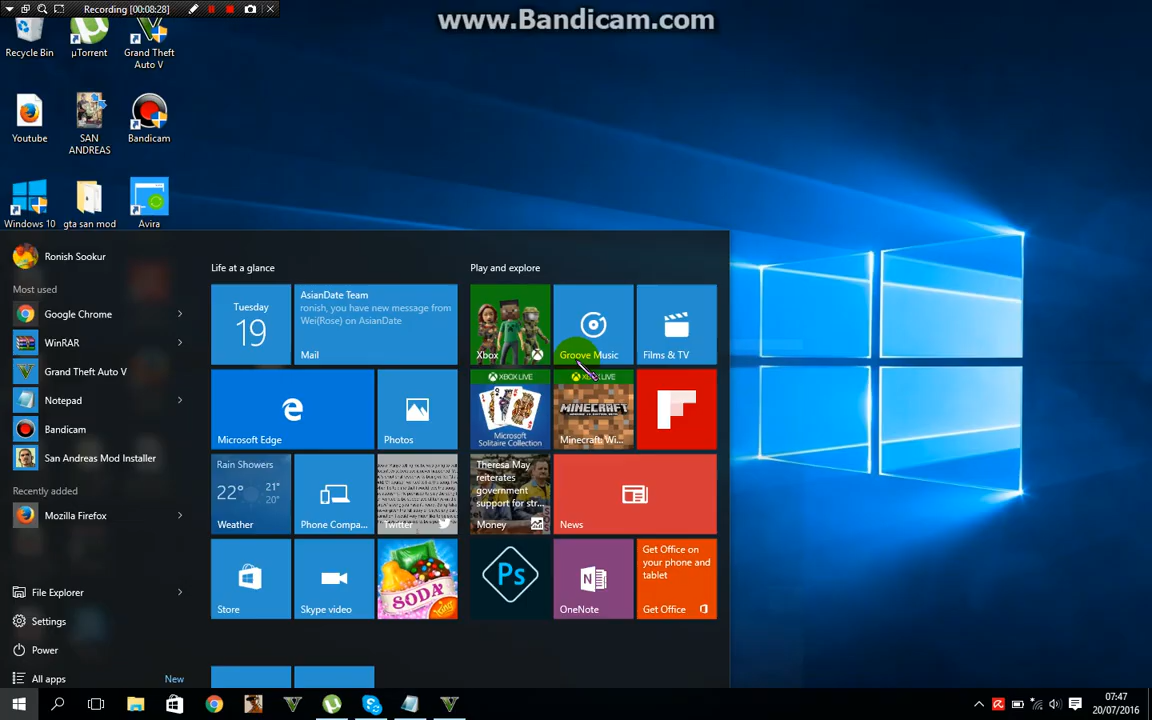 Recording [00:08:28]
www.Bandicam.com
Recycle Bin
µTorrent
Grand Theft
Auto V
Youtube
SAN
ANDREAS
Bandicam
Windows 10
gta san mod
Avira
Ronish Sookur
Most used
Google Chrome
WinRAR
Grand Theft Auto V
Notepad
Bandicam
San Andreas Mod Installer
Recently added
Mozilla Firefox
File Explorer
Settings
Power
All apps
New
Life at a glance
Tuesday
19
AsianDate Team
ronish, you have new message from
Wei(Rose) on AsianDate
Mail
Microsoft Edge
Photos
Rain Showers
22°
21°
20°
Weather
Phone Compa...
Twitter
Store
Skype video
SODA
King
Play and explore
Xbox
Groove Music
Films & TV
XBOX LIVE
Microsoft
Solitaire Collection
XBOX LIVE
MINECRAFT
Minecraft: Wi...
Theresa May
reiterates
government
support for str...
Money
News
Ps
OneNote
Get Office on
your phone and
tablet
Get Office
07:47
20/07/2016